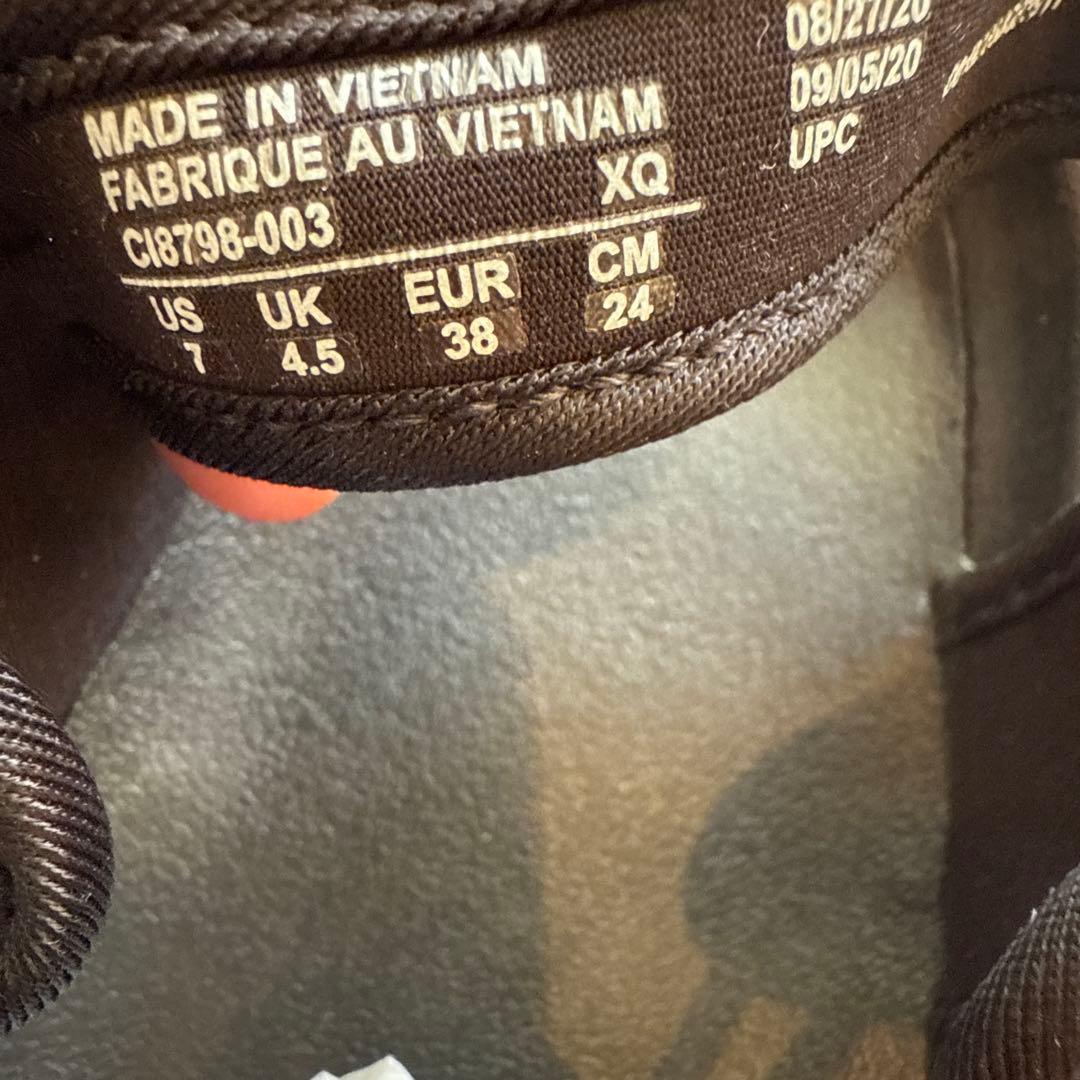 MADE IN VIETNAM
FABRIQUE AU VIETNAM
CI8798-003 XQ
US UK EUR CM
7 4.5 38 24
08/27/20
09/05/20
UPC